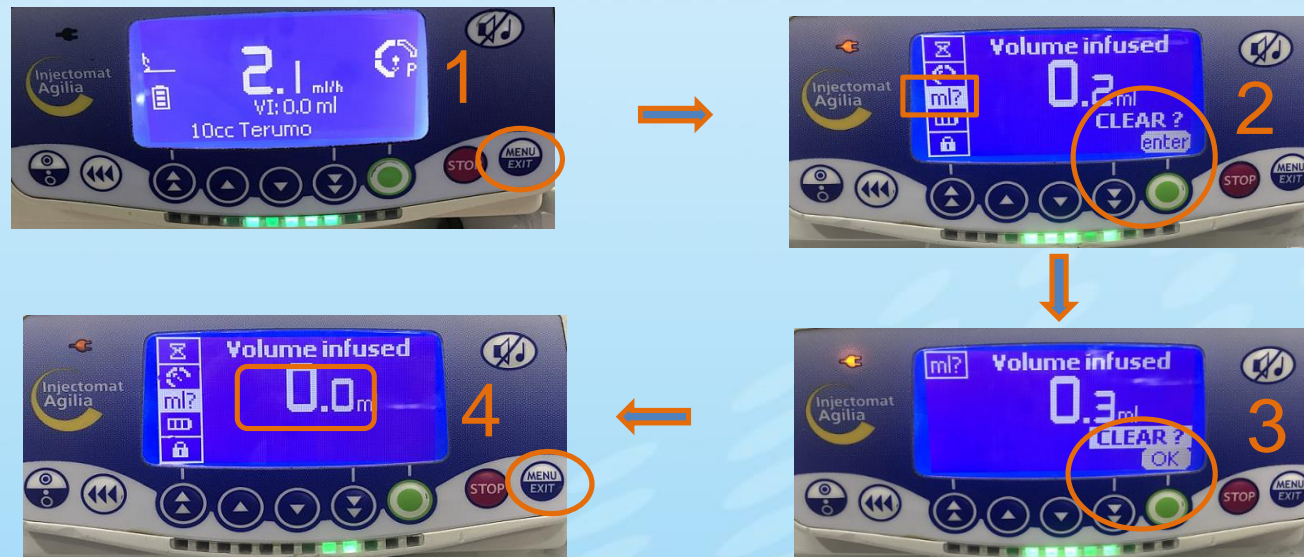 Injectomat
Agilia
2.1 ml/h
P
VI: 0.0 ml
10cc Terumo
STOP
MENU
EXIT
1
Injectomat
Agilia
Volume infused
0.2 ml
ml?
CLEAR ?
enter
STOP
MENU
EXIT
2
Injectomat
Agilia
Volume infused
0.0 m
ml?
STOP
MENU
EXIT
4
Injectomat
Agilia
ml?
Volume infused
0.3 ml
CLEAR ?
OK
STOP
MENU
EXIT
3